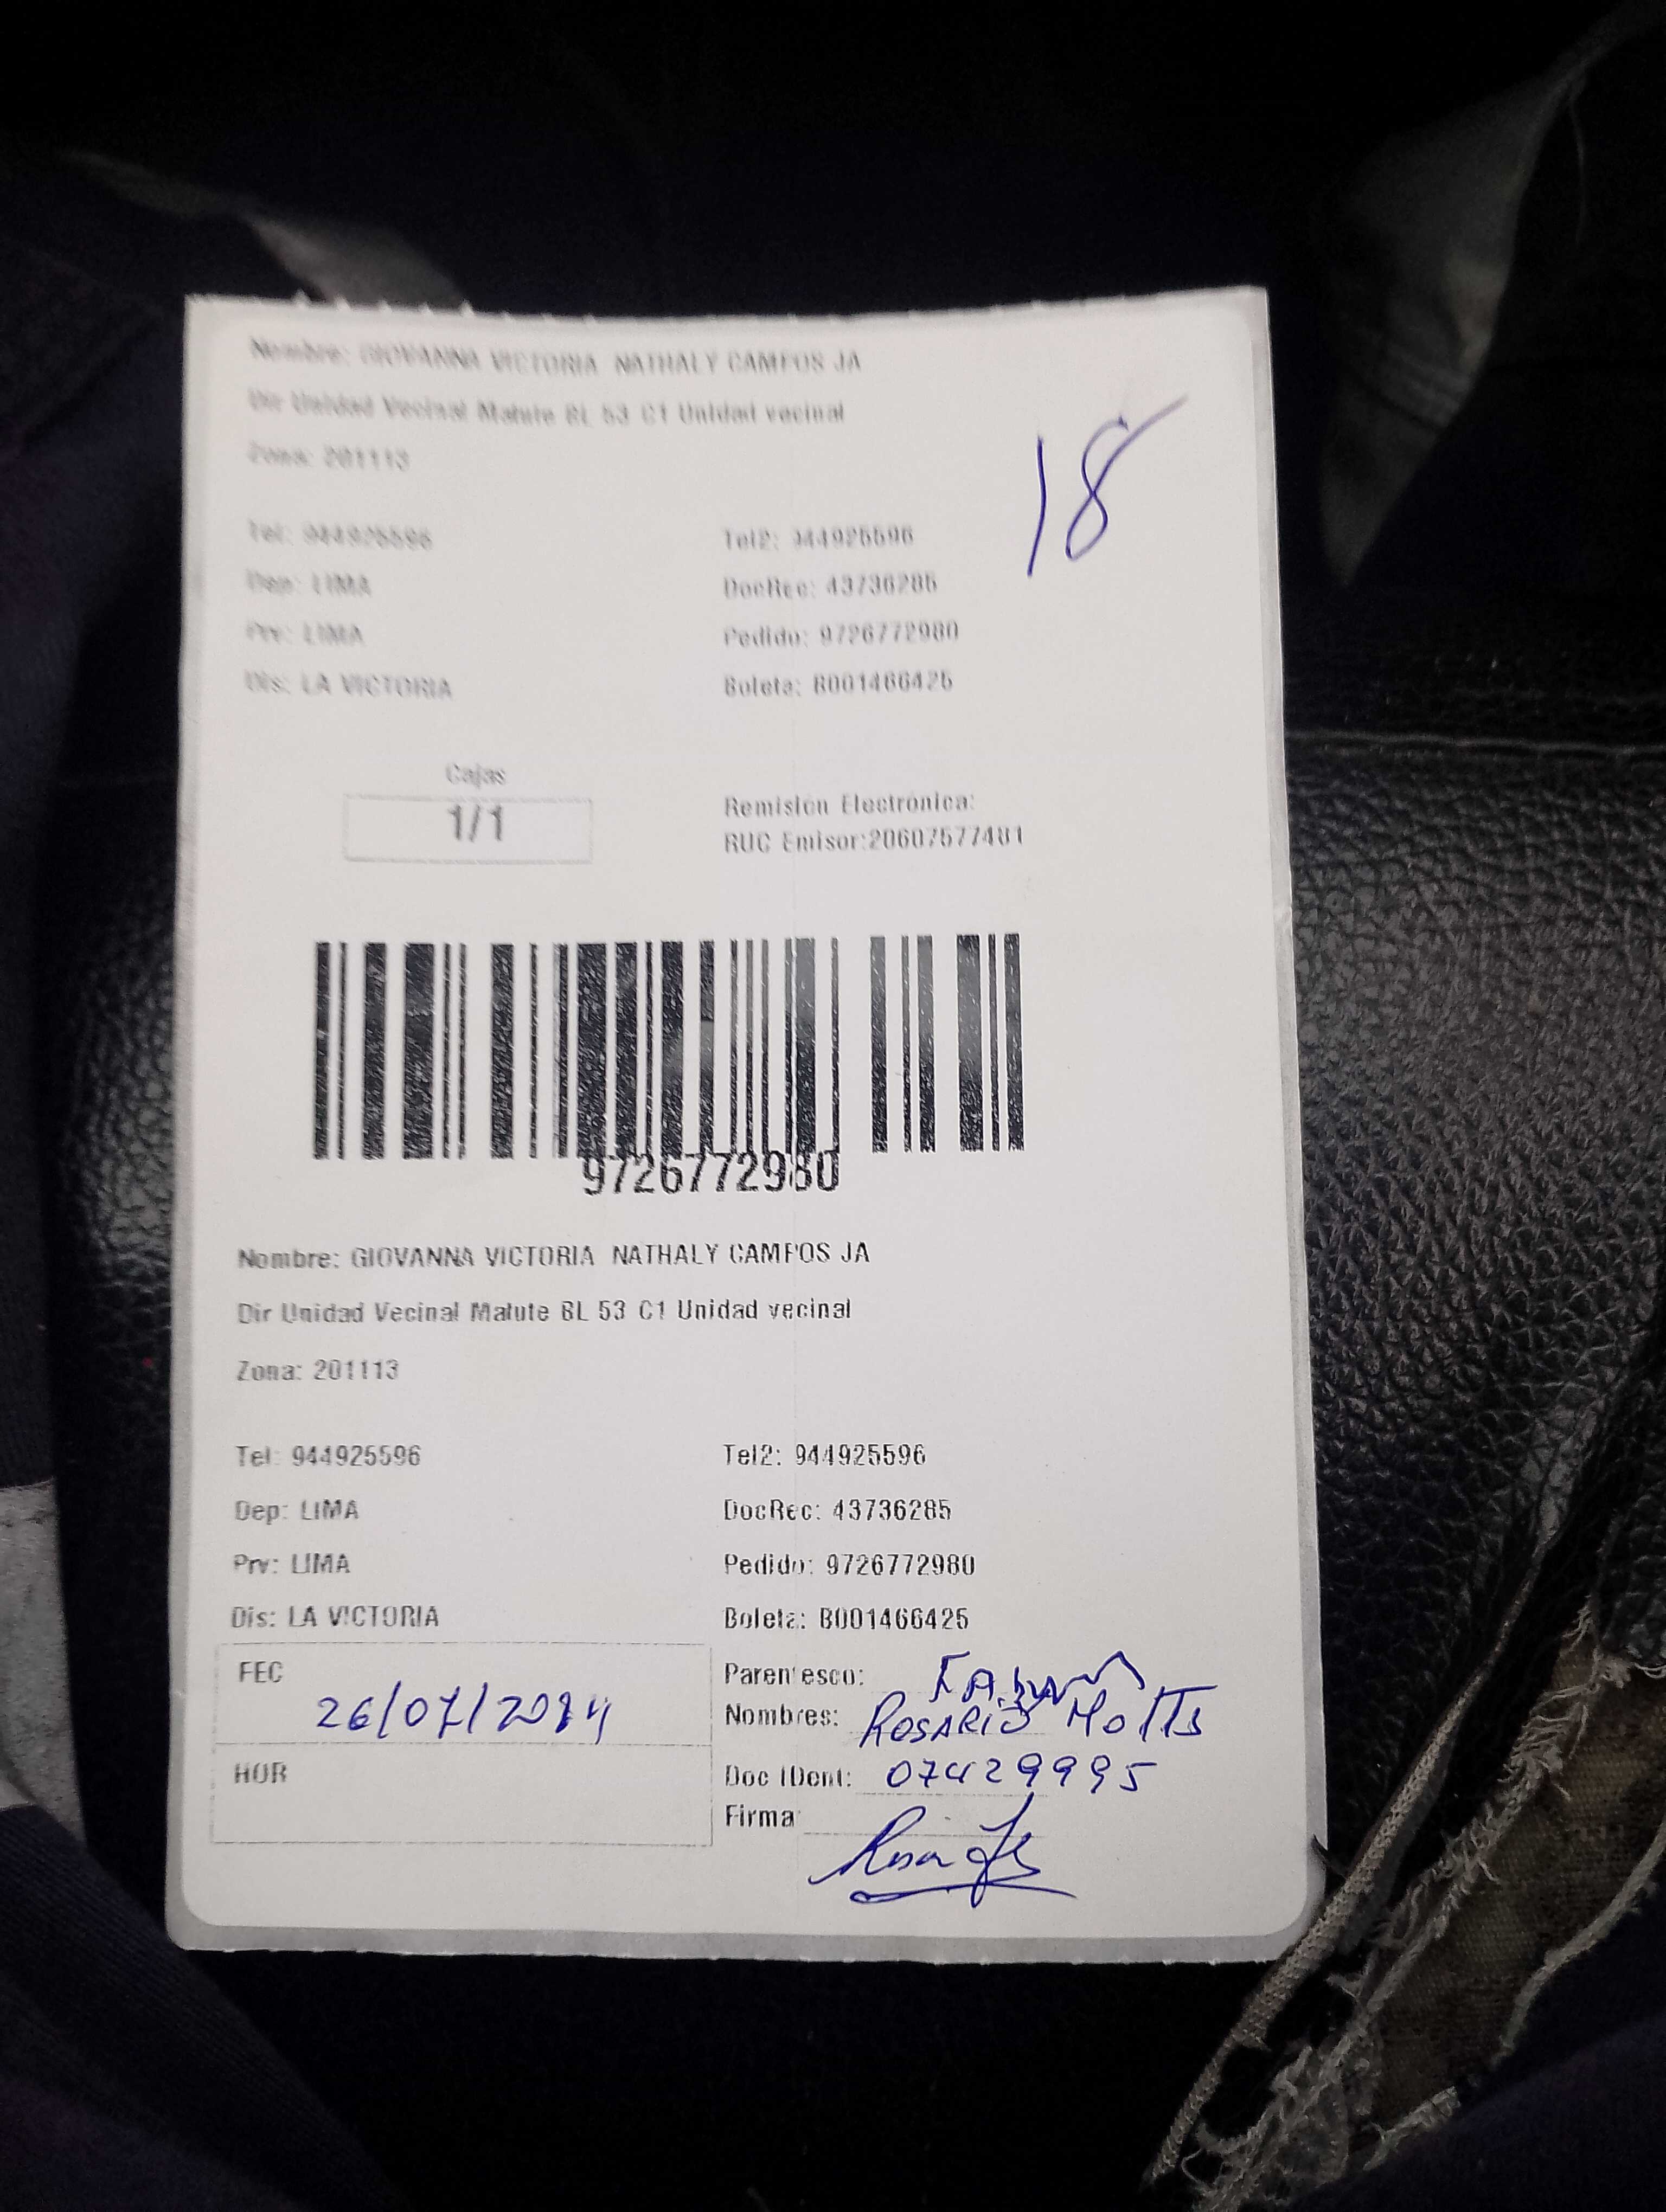 Nombre: GIOVANNA VICTORIA NATHALY CAMPOS JA
Dir Unidad Vecinal Matute BL 53 C1 Unidad vecinal
Zona: 201113
18
Tel: 944925596 Tel2: 944925596
Dep: LIMA DocRec: 43736285
Prv: LIMA Pedido: 9726772980
Dis: LA VICTORIA Boleta: B001466425
Cajas
1/1
Remisión Electrónica:
RUC Emisor:20607577481
9726772980
Nombre: GIOVANNA VICTORIA NATHALY CAMPOS JA
Dir Unidad Vecinal Matute BL 53 C1 Unidad vecinal
Zona: 201113
Tel: 944925596 Tel2: 944925596
Dep: LIMA DocRec: 43736285
Prv: LIMA Pedido: 9726772980
Dis: LA VICTORIA Boleta: B001466425
FEC
26/07/2024
HOR
Parentesco:
Nombres: ROSARIO
Doc IDent: 07429995
Firma